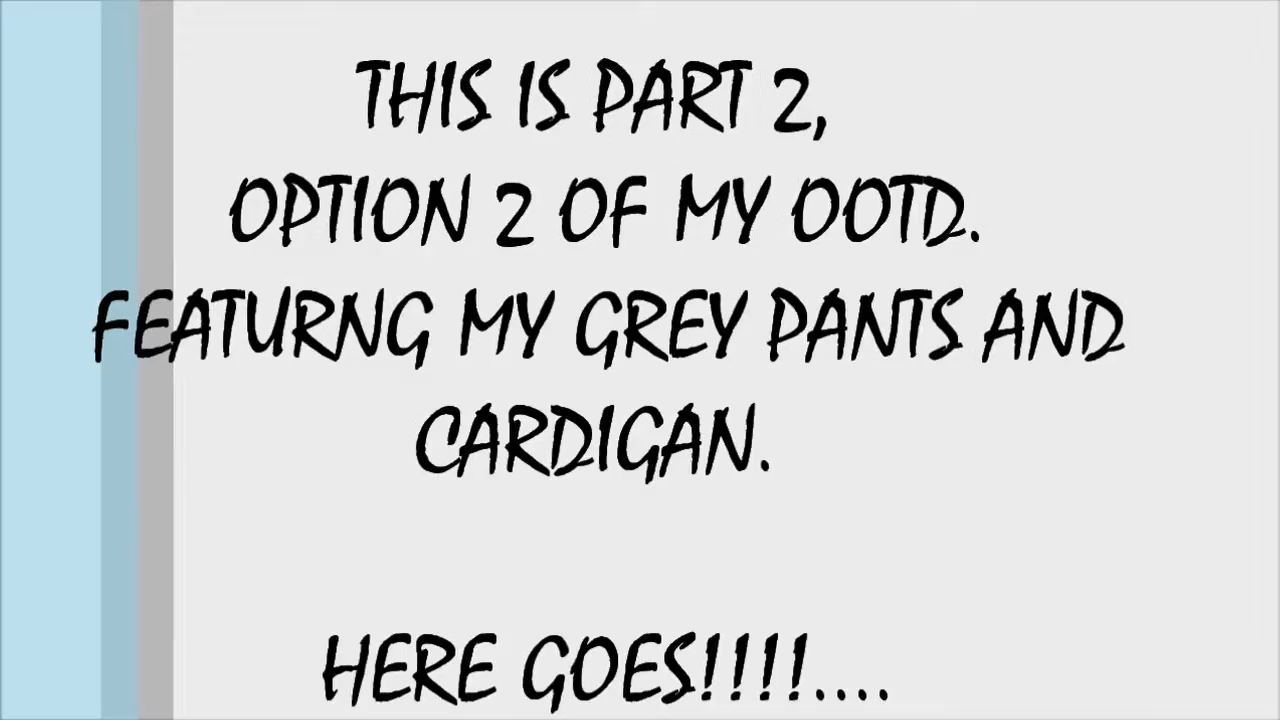 THIS IS PART 2,
OPTION 2 OF MY OOTD.
FEATURNG MY GREY PANTS AND
CARDIGAN.
HERE GOES!!!!....